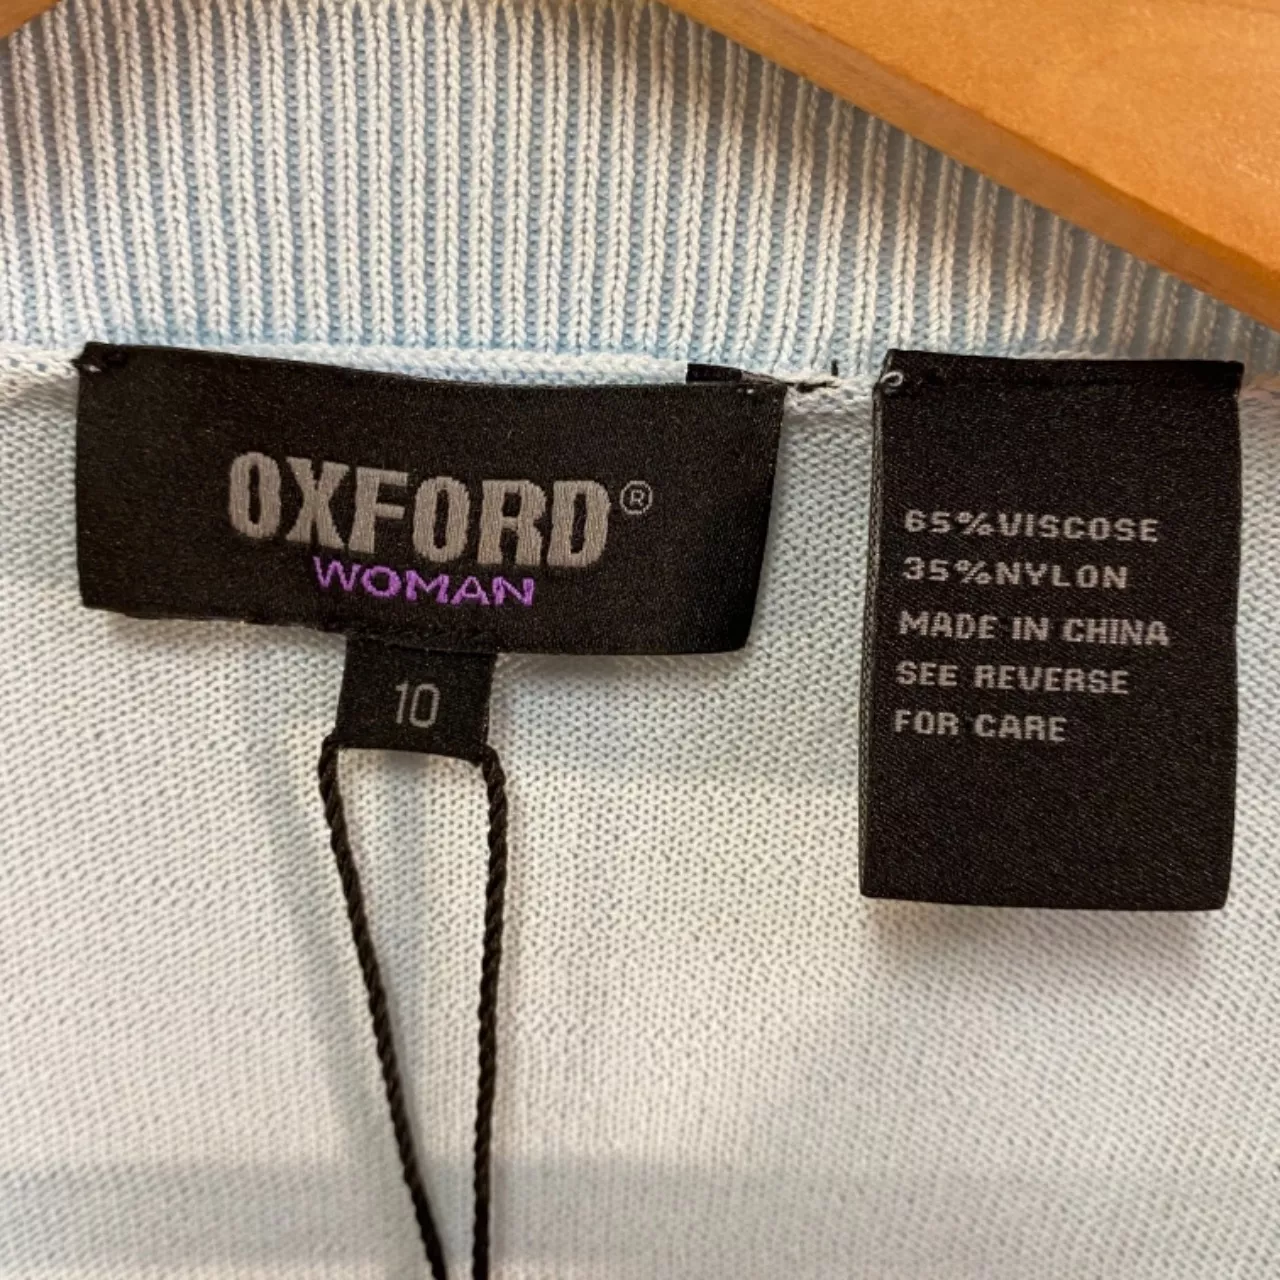 OXFORD®
WOMAN
10
65%VISCOSE
35%NYLON
MADE IN CHINA
SEE REVERSE
FOR CARE